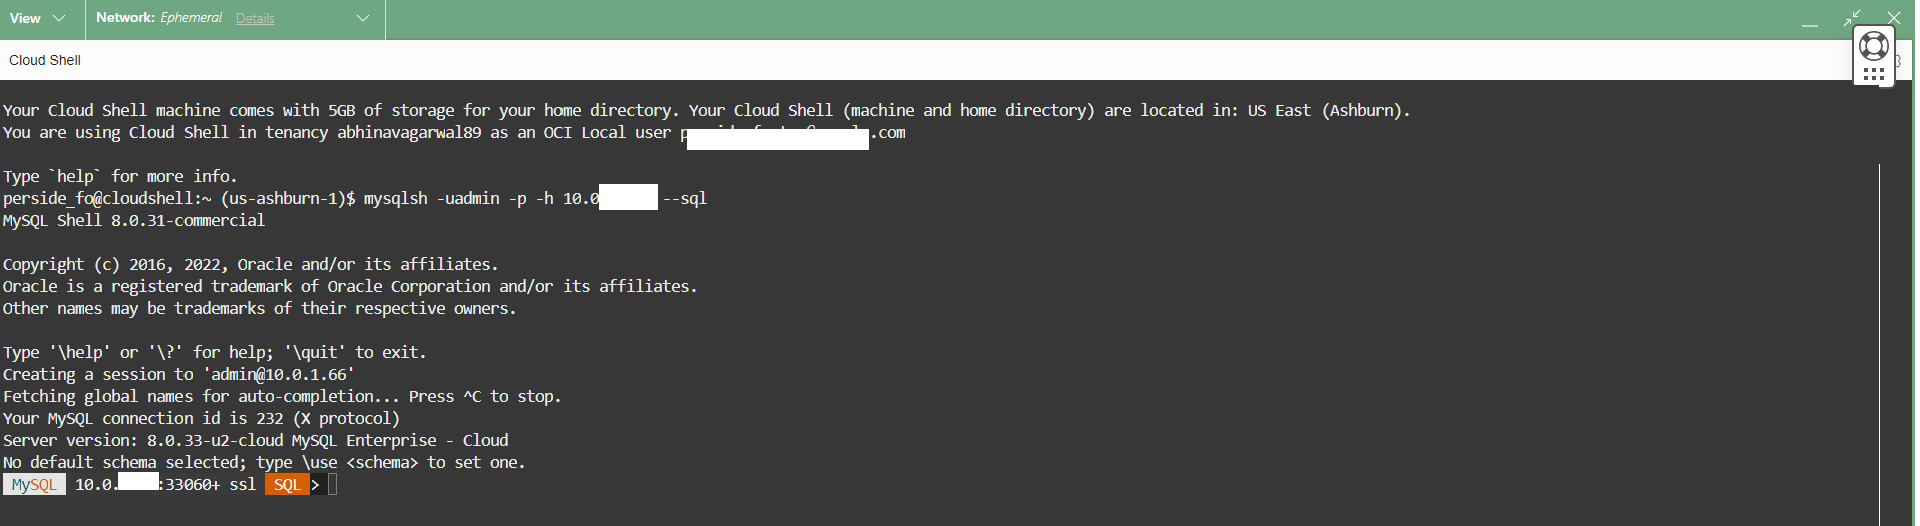 View Network: Ephemeral Details
Cloud Shell
Your Cloud Shell machine comes with 5GB of storage for your home directory. Your Cloud Shell (machine and home directory) are located in: US East (Ashburn).
You are using Cloud Shell in tenancy abhinavagarwal89 as an OCI Local user .com
Type `help` for more info.
perside_fo@cloudshell:~ (us-ashburn-1)$ mysqlsh -uadmin -p -h 10.0 --sql
MySQL Shell 8.0.31-commercial
Copyright (c) 2016, 2022, Oracle and/or its affiliates.
Oracle is a registered trademark of Oracle Corporation and/or its affiliates.
Other names may be trademarks of their respective owners.
Type '\help' or '\?' for help; '\quit' to exit.
Creating a session to 'admin@10.0.1.66'
Fetching global names for auto-completion... Press ^C to stop.
Your MySQL connection id is 232 (X protocol)
Server version: 8.0.33-u2-cloud MySQL Enterprise - Cloud
No default schema selected; type \use <schema> to set one.
MySQL 10.0. :33060+ ssl SQL >